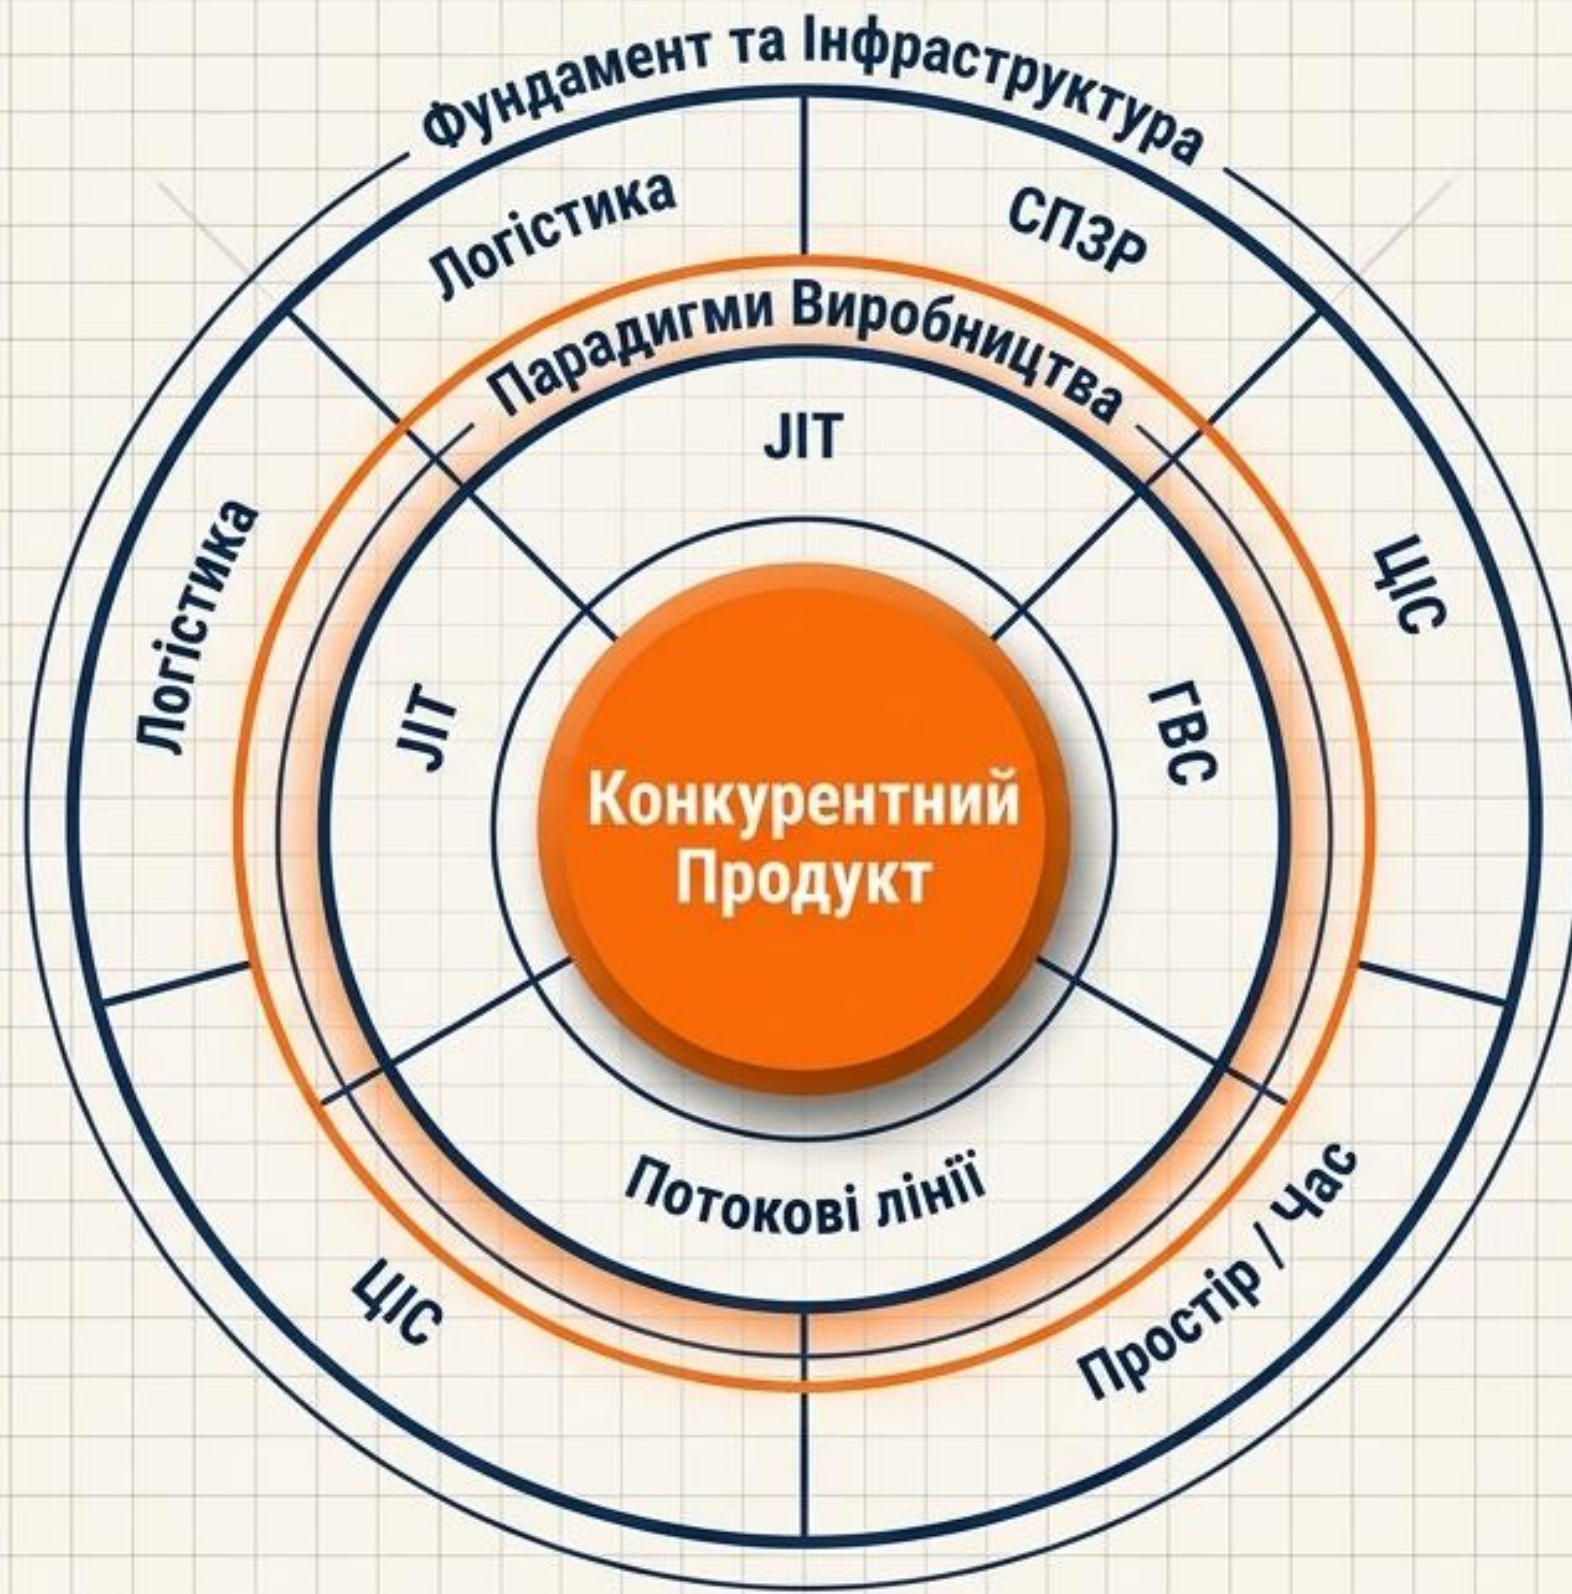 Фундамент та Інфраструктура
Логістика
СПЗР
Парадигми Виробництва
JIT
Логістика
ЦІС
JIT
ГВС
Конкурентний
Продукт
Потокові лінії
ЦІС
Простір / Час